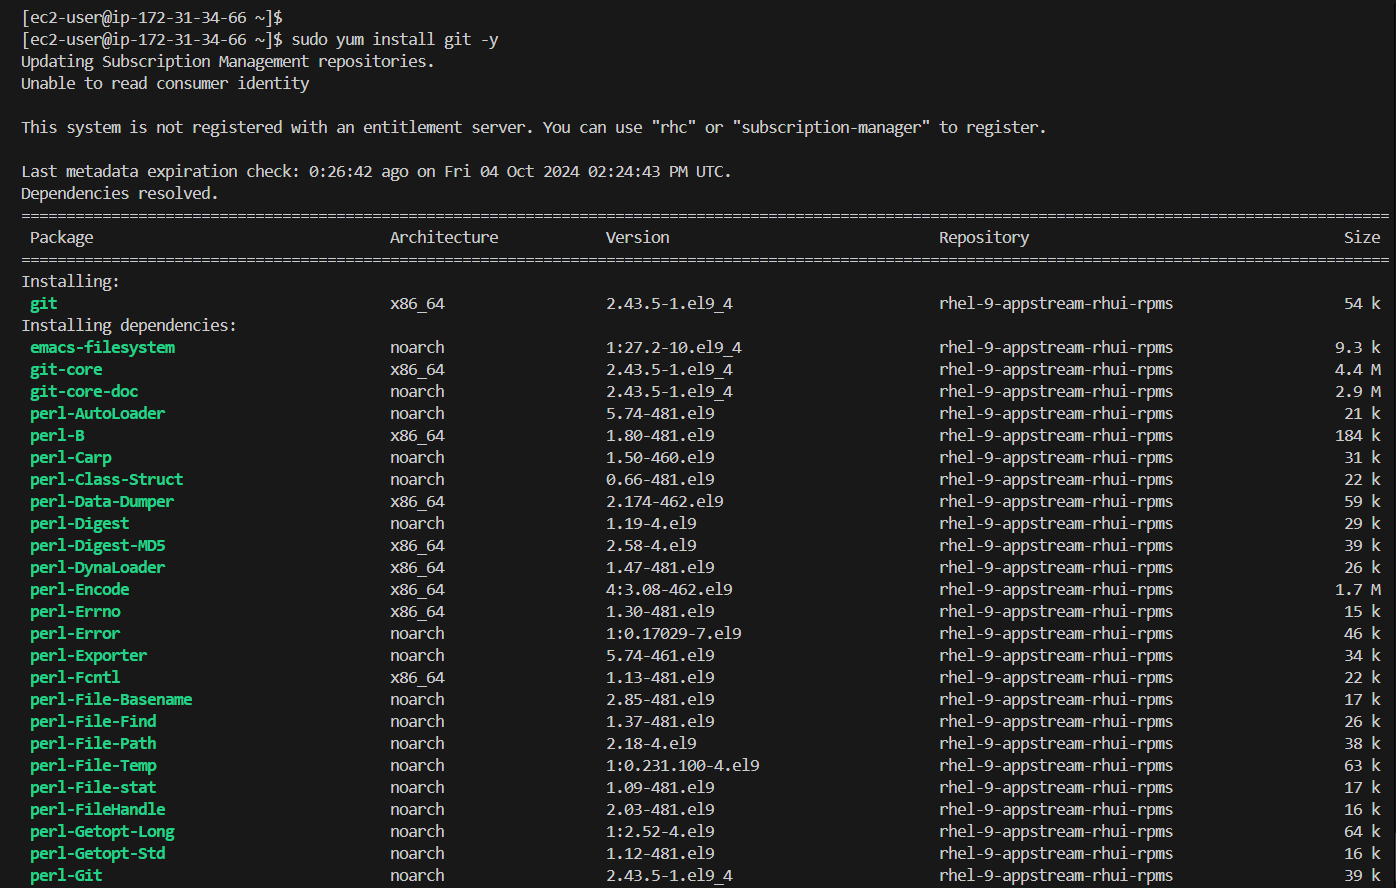 [ec2-user@ip-172-31-34-66 ~]$
[ec2-user@ip-172-31-34-66 ~]$ sudo yum install git -y
Updating Subscription Management repositories.
Unable to read consumer identity
This system is not registered with an entitlement server. You can use "rhc" or "subscription-manager" to register.
Last metadata expiration check: 0:26:42 ago on Fri 04 Oct 2024 02:24:43 PM UTC.
Dependencies resolved.
Package Architecture Version Repository Size
Installing:
git x86_64 2.43.5-1.el9_4 rhel-9-appstream-rhui-rpms 54 k
Installing dependencies:
emacs-filesystem noarch 1:27.2-10.el9_4 rhel-9-appstream-rhui-rpms 9.3 k
git-core x86_64 2.43.5-1.el9_4 rhel-9-appstream-rhui-rpms 4.4 M
git-core-doc noarch 2.43.5-1.el9_4 rhel-9-appstream-rhui-rpms 2.9 M
perl-AutoLoader noarch 5.74-481.el9 rhel-9-appstream-rhui-rpms 21 k
perl-B x86_64 1.80-481.el9 rhel-9-appstream-rhui-rpms 184 k
perl-Carp noarch 1.50-460.el9 rhel-9-appstream-rhui-rpms 31 k
perl-Class-Struct noarch 0.66-481.el9 rhel-9-appstream-rhui-rpms 22 k
perl-Data-Dumper x86_64 2.174-462.el9 rhel-9-appstream-rhui-rpms 59 k
perl-Digest noarch 1.19-4.el9 rhel-9-appstream-rhui-rpms 29 k
perl-Digest-MD5 x86_64 2.58-4.el9 rhel-9-appstream-rhui-rpms 39 k
perl-DynaLoader x86_64 1.47-481.el9 rhel-9-appstream-rhui-rpms 26 k
perl-Encode x86_64 4:3.08-462.el9 rhel-9-appstream-rhui-rpms 1.7 M
perl-Errno x86_64 1.30-481.el9 rhel-9-appstream-rhui-rpms 15 k
perl-Error noarch 1:0.17029-7.el9 rhel-9-appstream-rhui-rpms 46 k
perl-Exporter noarch 5.74-461.el9 rhel-9-appstream-rhui-rpms 34 k
perl-Fcntl x86_64 1.13-481.el9 rhel-9-appstream-rhui-rpms 22 k
perl-File-Basename noarch 2.85-481.el9 rhel-9-appstream-rhui-rpms 17 k
perl-File-Find noarch 1.37-481.el9 rhel-9-appstream-rhui-rpms 26 k
perl-File-Path noarch 2.18-4.el9 rhel-9-appstream-rhui-rpms 38 k
perl-File-Temp noarch 1:0.231.100-4.el9 rhel-9-appstream-rhui-rpms 63 k
perl-File-stat noarch 1.09-481.el9 rhel-9-appstream-rhui-rpms 17 k
perl-FileHandle noarch 2.03-481.el9 rhel-9-appstream-rhui-rpms 16 k
perl-Getopt-Long noarch 1:2.52-4.el9 rhel-9-appstream-rhui-rpms 64 k
perl-Getopt-Std noarch 1.12-481.el9 rhel-9-appstream-rhui-rpms 16 k
perl-Git noarch 2.43.5-1.el9_4 rhel-9-appstream-rhui-rpms 39 k